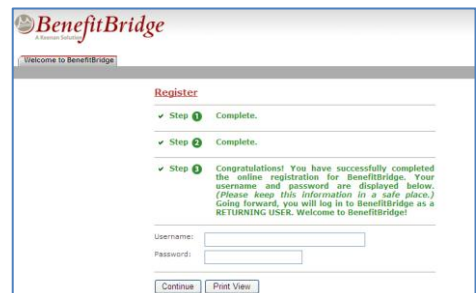 BenefitBridge
A Keenan Solution
Welcome to BenefitBridge
Register
✔ Step 1 Complete.
✔ Step 2 Complete.
✔ Step 3 Congratulations! You have successfully completed
the online registration for BenefitBridge. Your
username and password are displayed below.
(Please keep this information in a safe place.)
Going forward, you will log in to BenefitBridge as a
RETURNING USER. Welcome to BenefitBridge!
Username:
Password:
Continue Print View